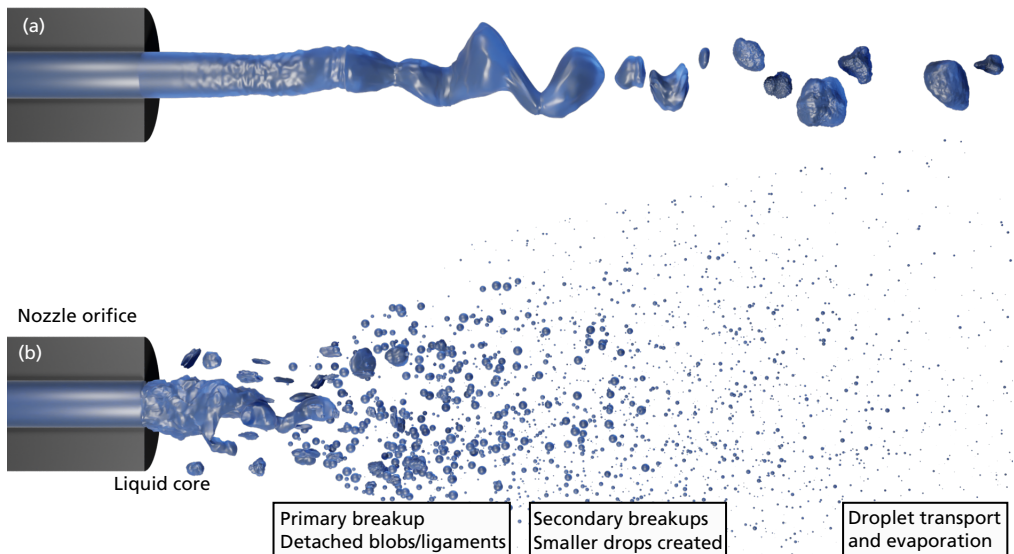 (a)
Nozzle orifice
(b)
Liquid core
Primary breakup
Detached blobs/ligaments
Secondary breakups
Smaller drops created
Droplet transport
and evaporation